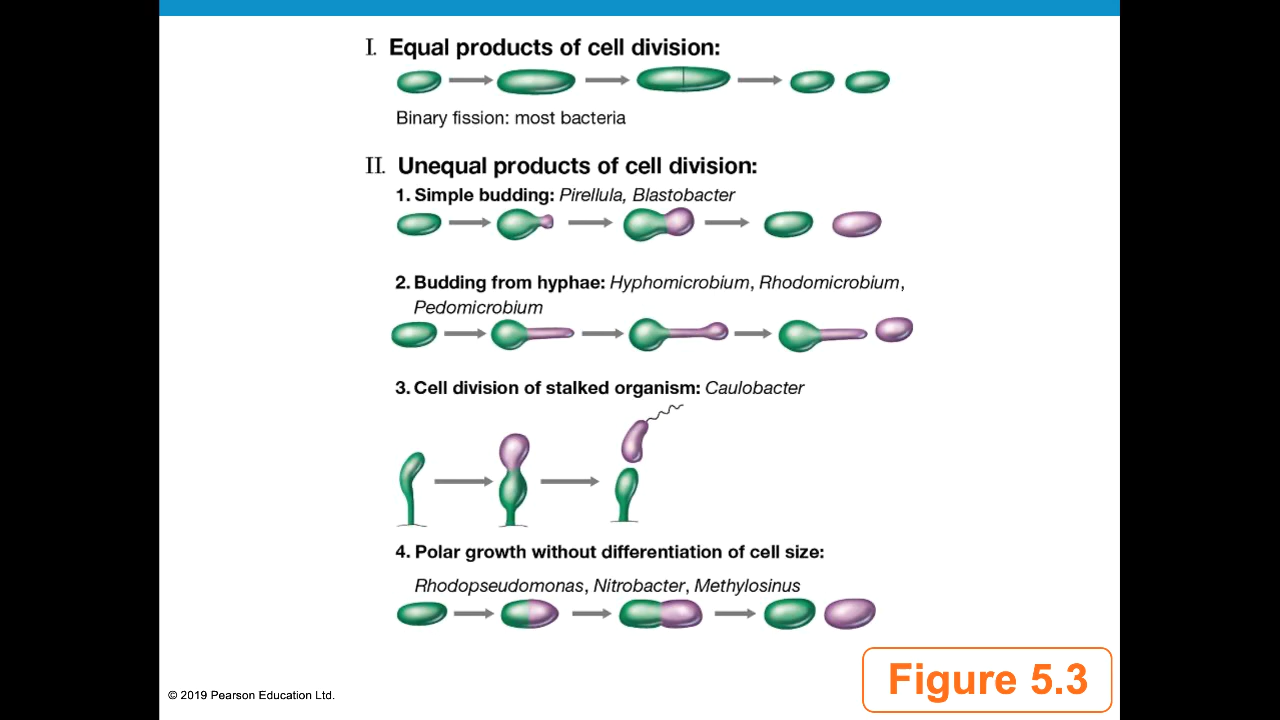 I. Equal products of cell division:
Binary fission: most bacteria
II. Unequal products of cell division:
1. Simple budding: Pirellula, Blastobacter
2. Budding from hyphae: Hyphomicrobium, Rhodomicrobium,
Pedomicrobium
3. Cell division of stalked organism: Caulobacter
4. Polar growth without differentiation of cell size:
Rhodopseudomonas, Nitrobacter, Methylosinus
Figure 5.3
© 2019 Pearson Education Ltd.